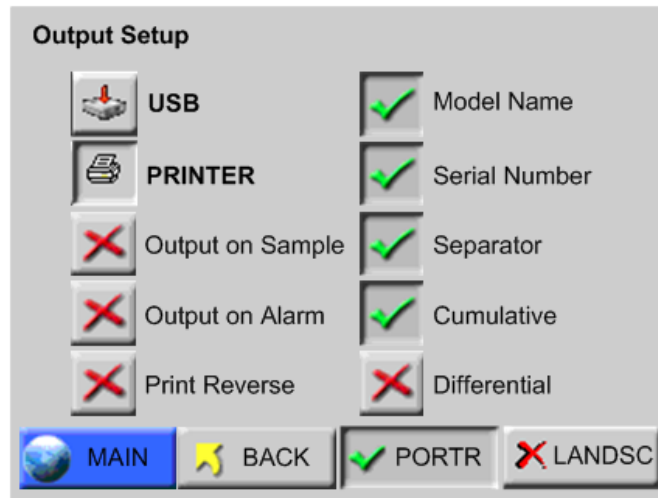 Output Setup
USB
Model Name
PRINTER
Serial Number
Output on Sample
Separator
Output on Alarm
Cumulative
Print Reverse
Differential
MAIN
BACK
PORTR
LANDSC